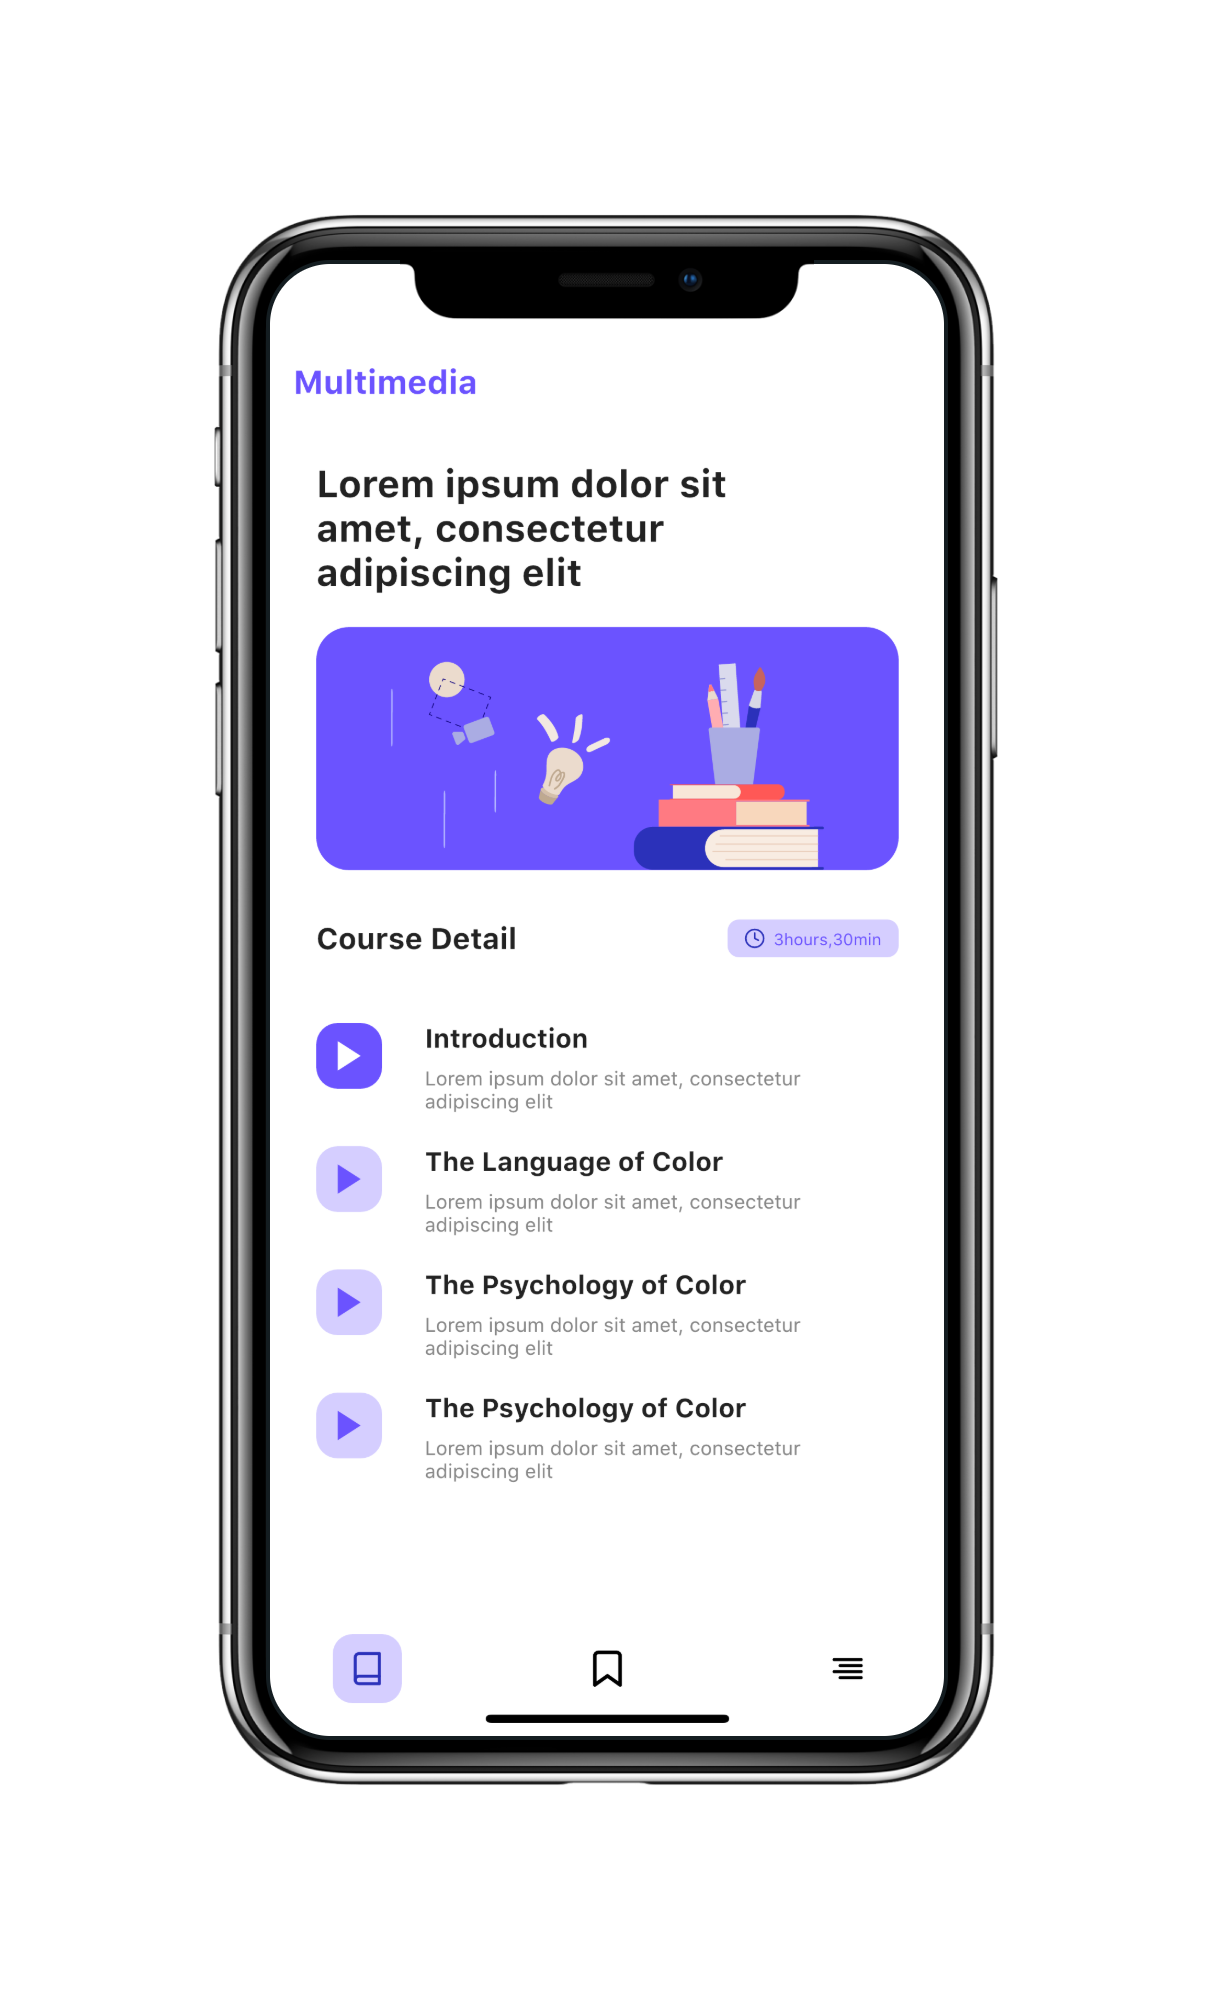 Multimedia
Lorem ipsum dolor sit
amet, consectetur
adipiscing elit
Course Detail
3hours,30min
Introduction
Lorem ipsum dolor sit amet, consectetur
adipiscing elit
The Language of Color
Lorem ipsum dolor sit amet, consectetur
adipiscing elit
The Psychology of Color
Lorem ipsum dolor sit amet, consectetur
adipiscing elit
The Psychology of Color
Lorem ipsum dolor sit amet, consectetur
adipiscing elit